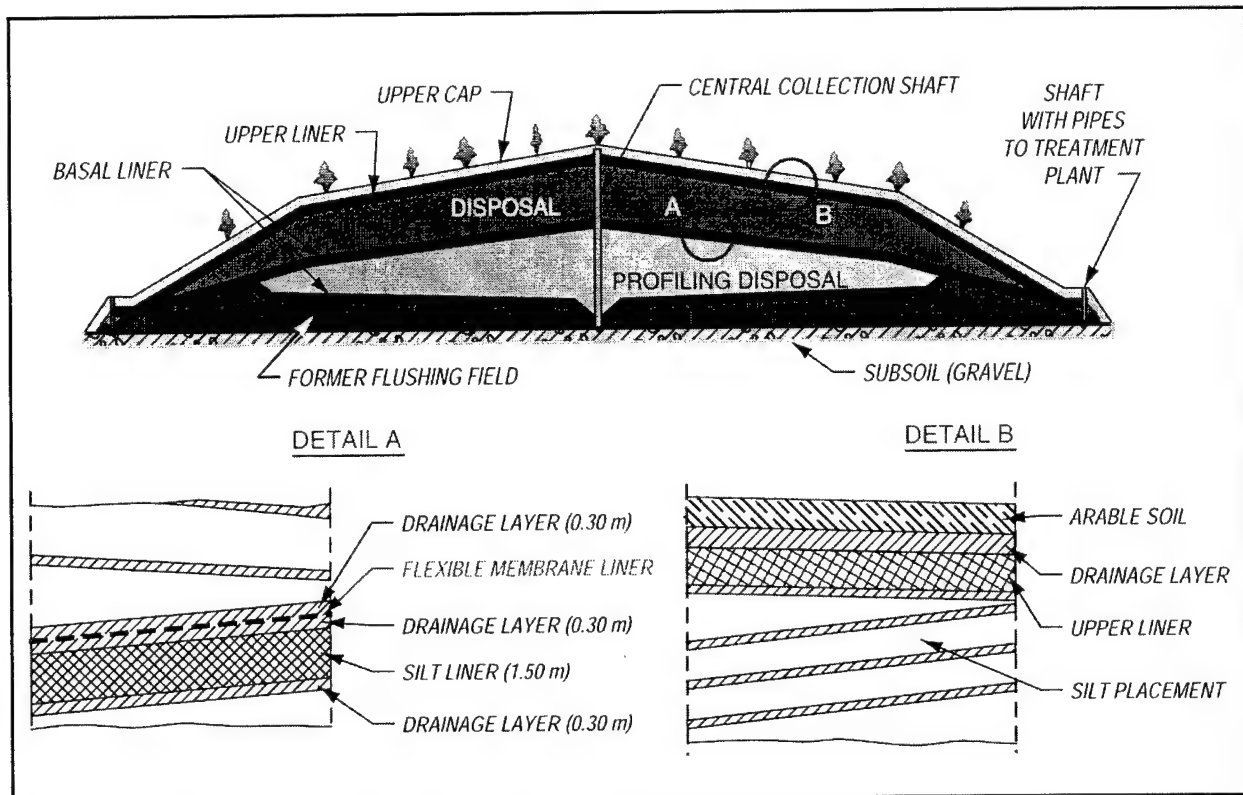 UPPER CAP
CENTRAL COLLECTION SHAFT
SHAFT
WITH PIPES
TO TREATMENT
PLANT
UPPER LINER
BASAL LINER
DISPOSAL
A
B
PROFILING DISPOSAL
FORMER FLUSHING FIELD
SUBSOIL (GRAVEL)
DETAIL A
DRAINAGE LAYER (0.30 m)
FLEXIBLE MEMBRANE LINER
DRAINAGE LAYER (0.30 m)
SILT LINER (1.50 m)
DRAINAGE LAYER (0.30 m)
DETAIL B
ARABLE SOIL
DRAINAGE LAYER
UPPER LINER
SILT PLACEMENT